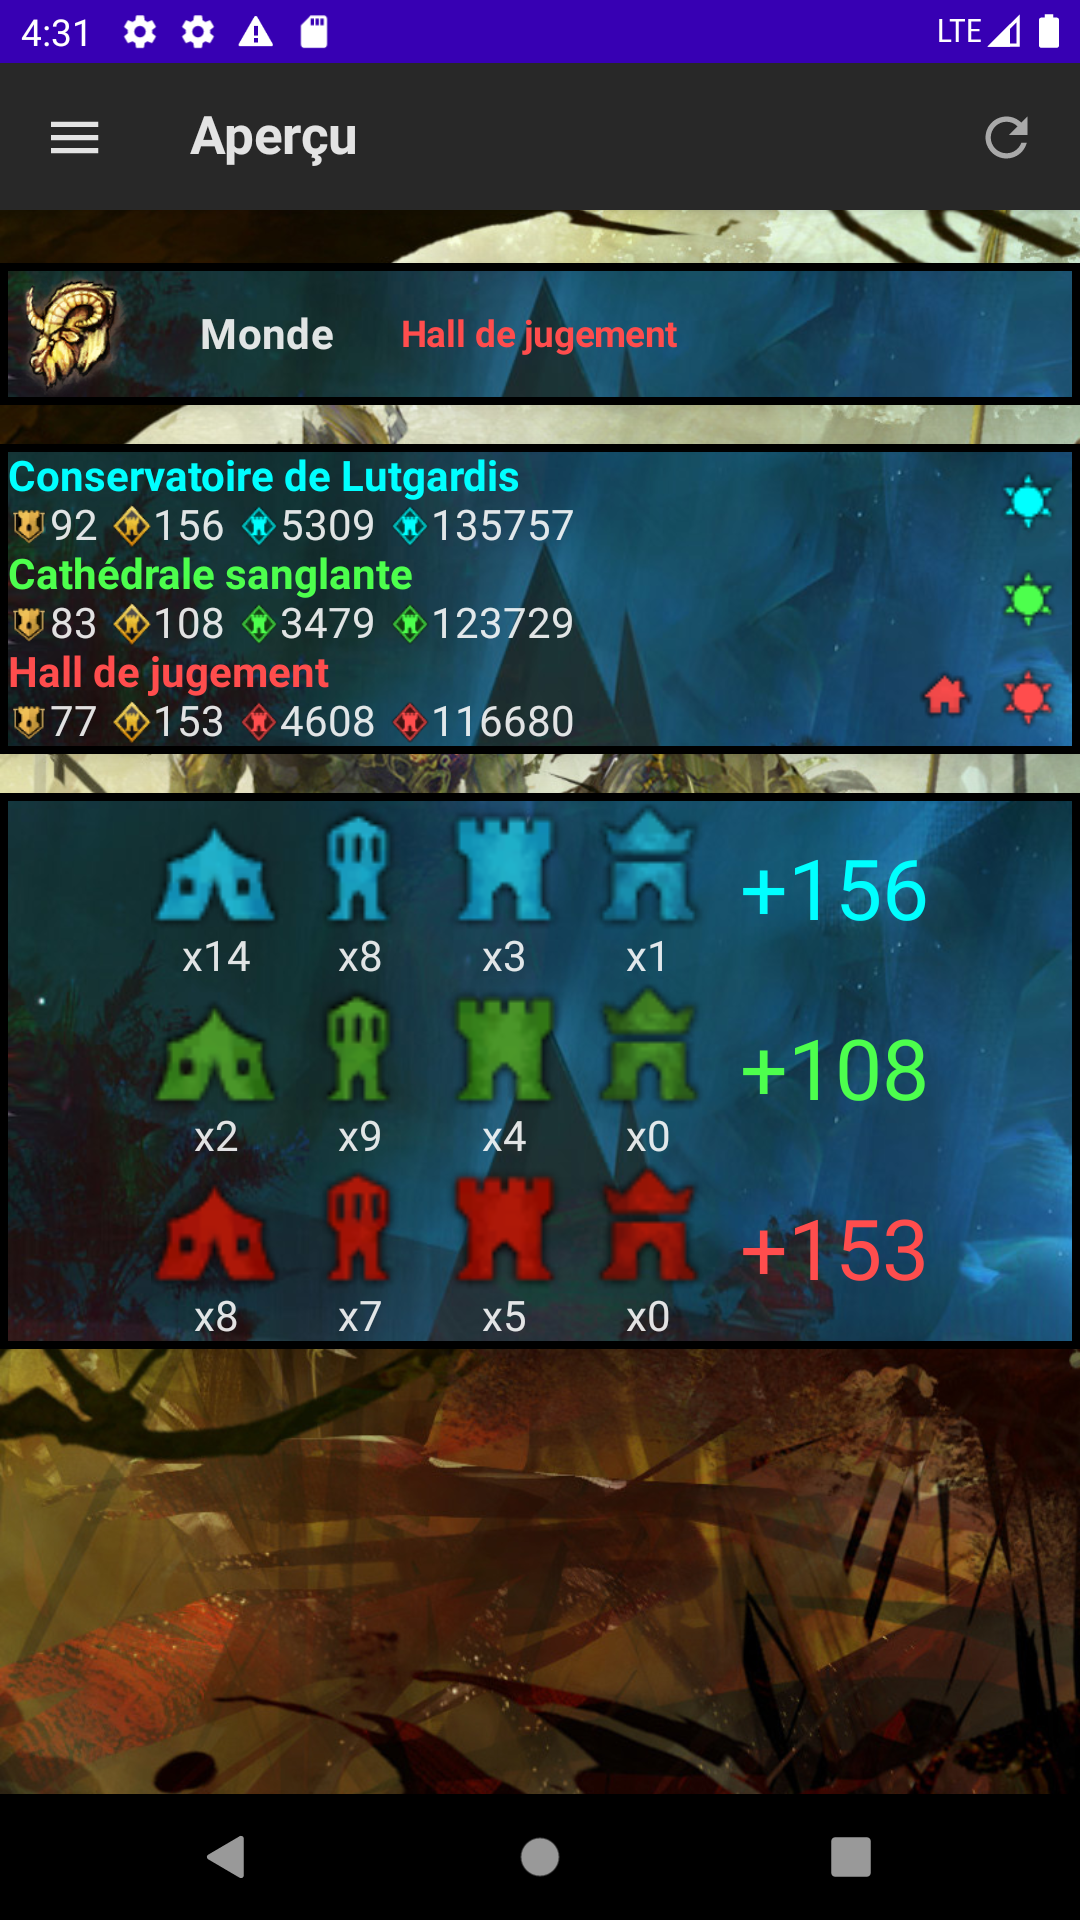 4:31 LTE
Aperçu
Monde Hall de jugement
Conservatoire de Lutgardis
92 156 5309 135757
Cathédrale sanglante
83 108 3479 123729
Hall de jugement
77 153 4608 116680
+156
x14 x8 x3 x1
+108
x2 x9 x4 x0
+153
x8 x7 x5 x0